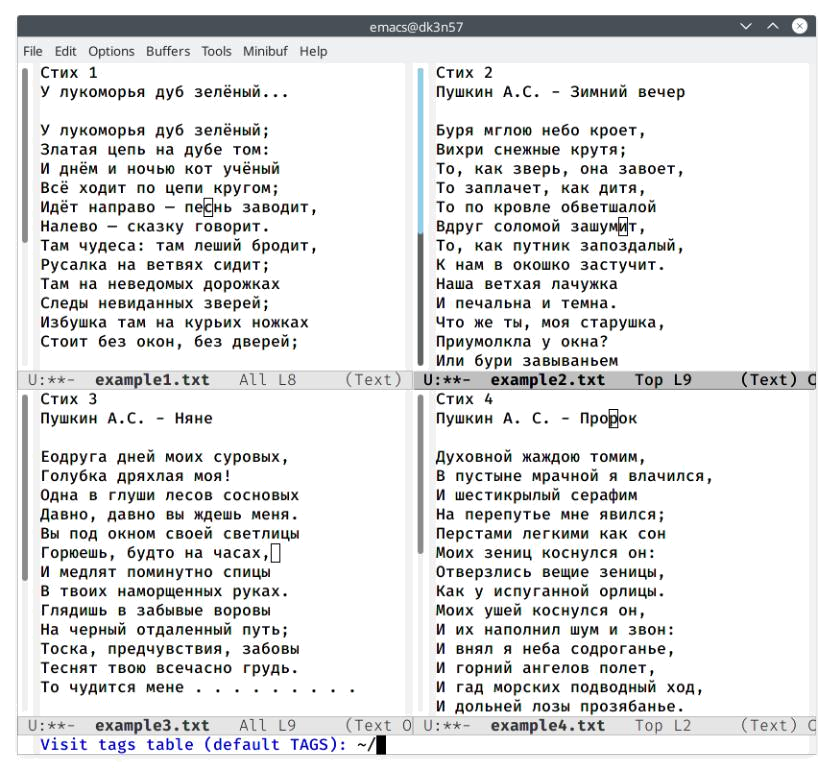 emacs@dk3n57
File Edit Options Buffers Tools Minibuf Help
Стих 1
У лукоморья дуб зелёный...
У лукоморья дуб зелёный;
Златая цепь на дубе том:
И днём и ночью кот учёный
Всё ходит по цепи кругом;
Идёт направо — песнь заводит,
Налево — сказку говорит.
Там чудеса: там леший бродит,
Русалка на ветвях сидит;
Там на неведомых дорожках
Следы невиданных зверей;
Избушка там на курьих ножках
Стоит без окон, без дверей;
U:**- example1.txt All L8 (Text)
Стих 2
Пушкин А.С. - Зимний вечер
Буря мглою небо кроет,
Вихри снежные крутя;
То, как зверь, она завоет,
То заплачет, как дитя,
То по кровле обветшалой
Вдруг соломой зашумит,
То, как путник запоздалый,
К нам в окошко застучит.
Наша ветхая лачужка
И печальна и темна.
Что же ты, моя старушка,
Приумолкла у окна?
Или бури завываньем
U:**- example2.txt Top L9 (Text) C
Стих 3
Пушкин А.С. - Няне
Еодруга дней моих суровых,
Голубка дряхлая моя!
Одна в глуши лесов сосновых
Давно, давно вы ждешь меня.
Вы под окном своей светлицы
Горюешь, будто на часах,
И медлят поминутно спицы
В твоих наморщенных руках.
Глядишь в забывые воровы
На черный отдаленный путь;
Тоска, предчувствия, забовы
Теснят твою всечасно грудь.
То чудится мене . . . . . . . . .
U:**- example3.txt All L9 (Text O
Стих 4
Пушкин А. С. - Пророк
Духовной жаждою томим,
В пустыне мрачной я влачился,
И шестикрылый серафим
На перепутье мне явился;
Перстами легкими как сон
Моих зениц коснулся он:
Отверзлись вещие зеницы,
Как у испуганной орлицы.
Моих ушей коснулся он,
И их наполнил шум и звон:
И внял я неба содроганье,
И горний ангелов полет,
И гад морских подводный ход,
И дольней лозы прозябанье.
U:**- example4.txt Top L2 (Text) C
Visit tags table (default TAGS): ~/